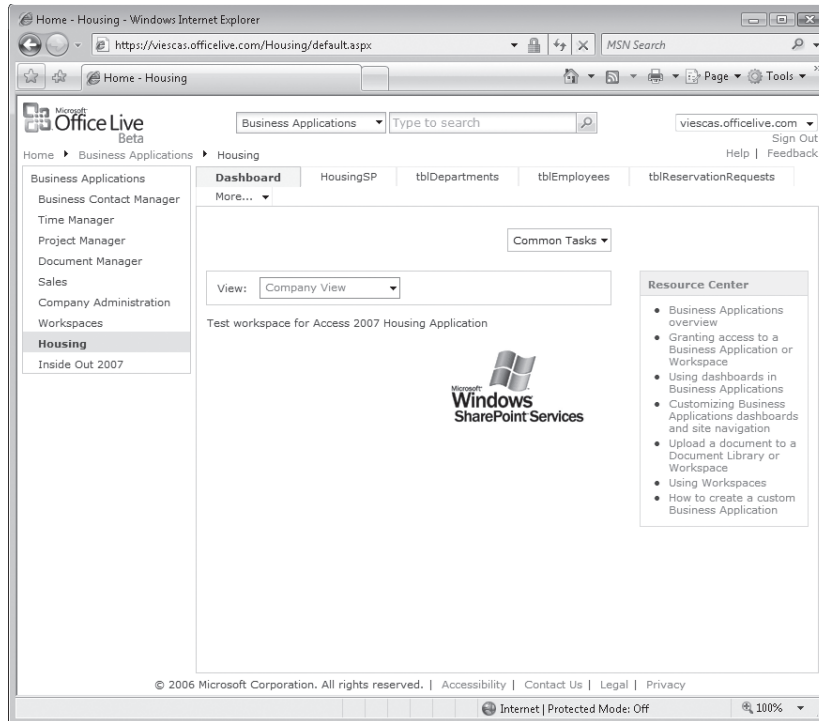 Home - Housing - Windows Internet Explorer
https://viescas.officelive.com/Housing/default.aspx
MSN Search
Home - Housing
Page
Tools
Microsoft
Office Live
Beta
Business Applications
Type to search
viescas.officelive.com
Sign Out
Help | Feedback
Home Business Applications Housing
Business Applications
Business Contact Manager
Time Manager
Project Manager
Document Manager
Sales
Company Administration
Workspaces
Housing
Inside Out 2007
Dashboard HousingSP tblDepartments tblEmployees tblReservationRequests
More...
Common Tasks
View: Company View
Test workspace for Access 2007 Housing Application
Microsoft
Windows
SharePoint Services
Resource Center
• Business Applications
overview
• Granting access to a
Business Application or
Workspace
• Using dashboards in
Business Applications
• Customizing Business
Applications dashboards
and site navigation
• Upload a document to a
Document Library or
Workspace
• Using Workspaces
• How to create a custom
Business Application
© 2006 Microsoft Corporation. All rights reserved. | Accessibility | Contact Us | Legal | Privacy
Internet | Protected Mode: Off
100%